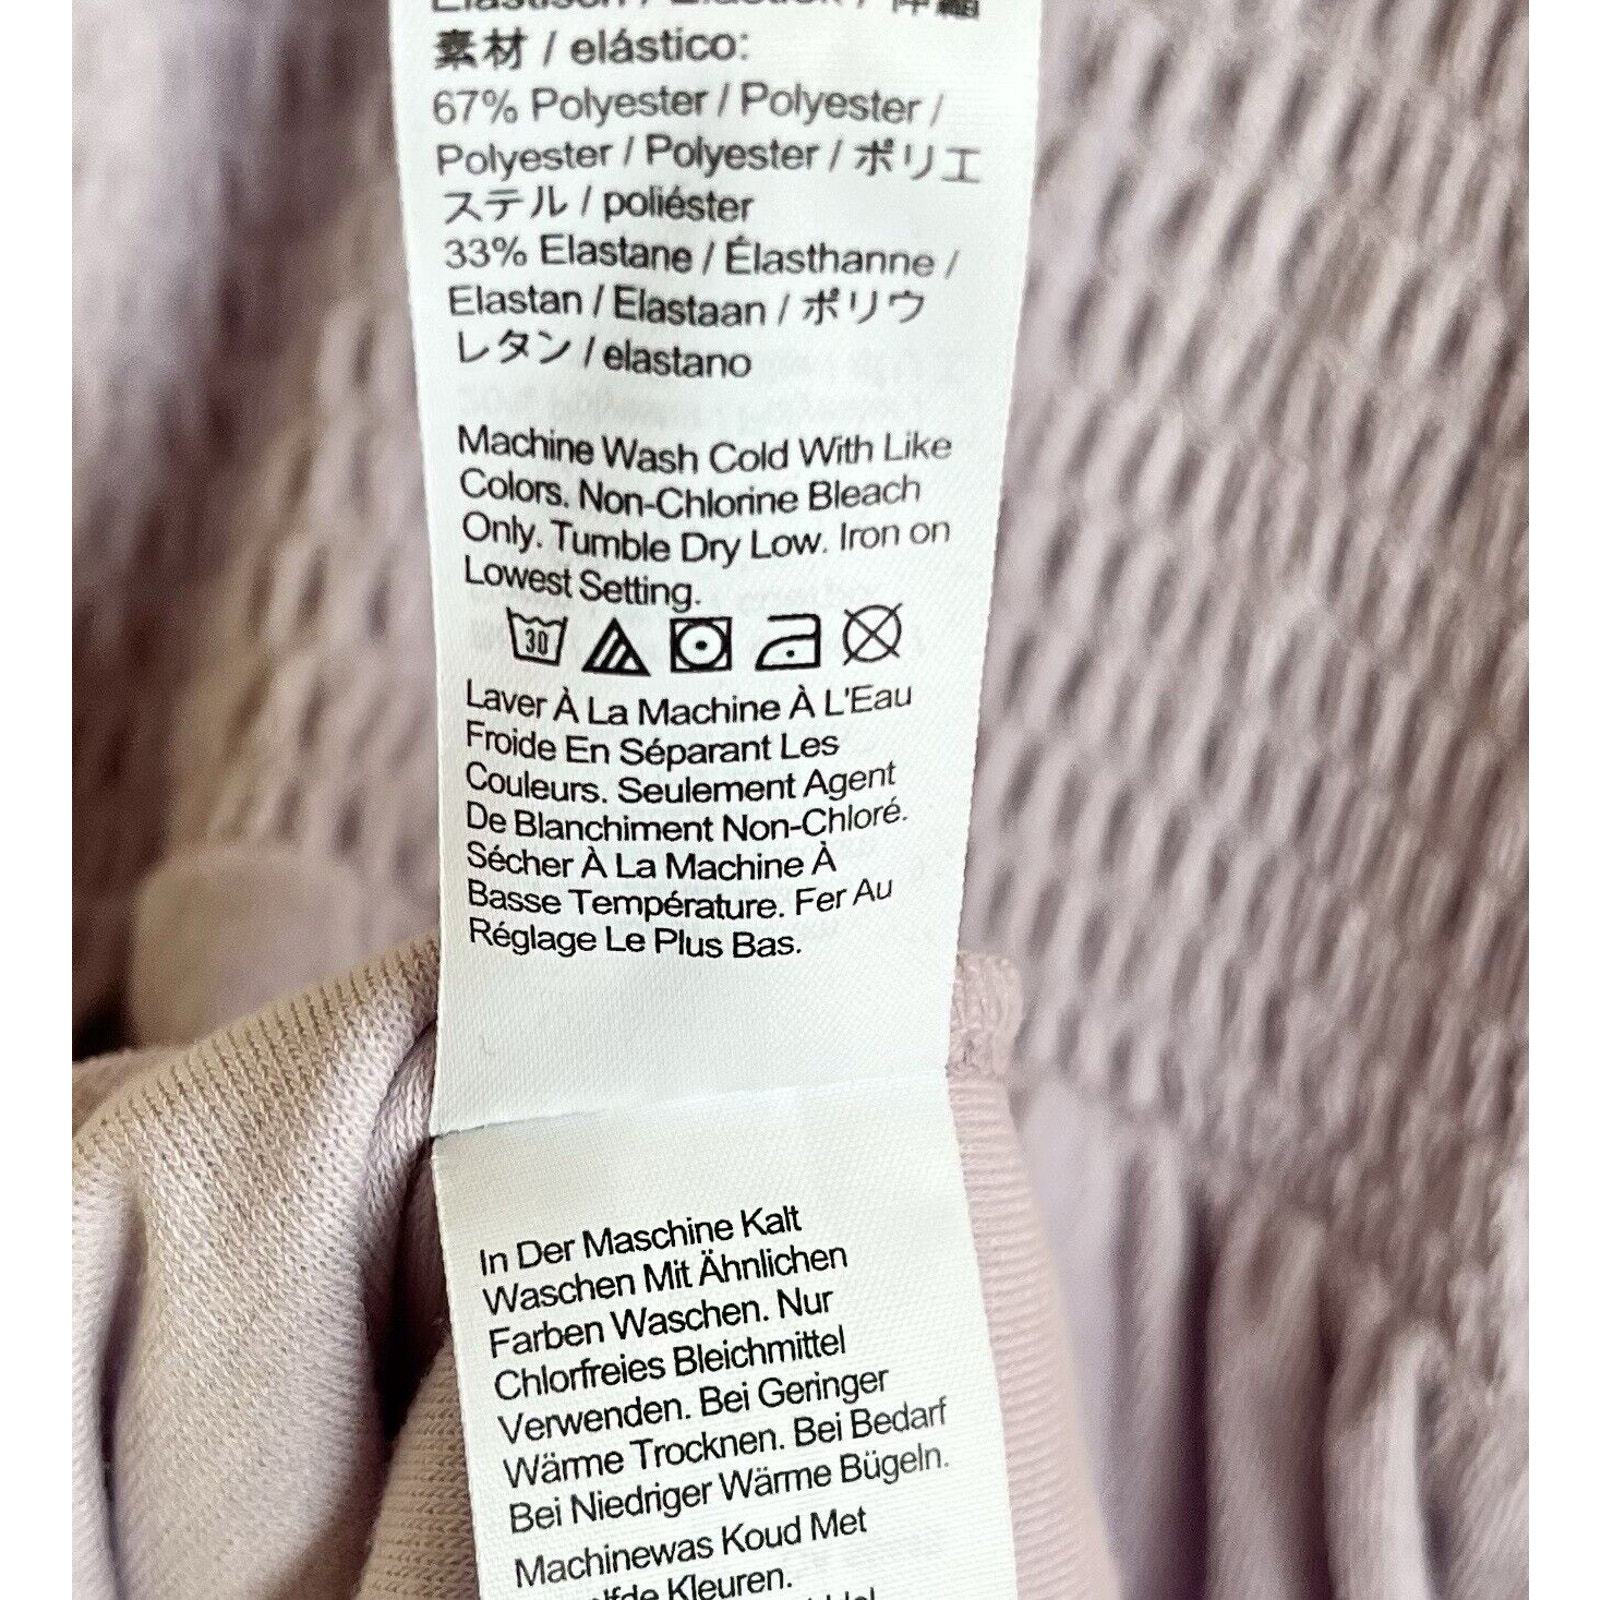 Elastisch / Elastick / 伸縮
素材 / elástico:
67% Polyester / Polyester /
Polyester / Polyester / ポリエ
ステル / poliéster
33% Elastane / Élasthanne /
Elastan / Elastaan / ポリウ
レタン / elastano
Machine Wash Cold With Like
Colors. Non-Chlorine Bleach
Only. Tumble Dry Low. Iron on
Lowest Setting.
30
Laver À La Machine À L'Eau
Froide En Séparant Les
Couleurs. Seulement Agent
De Blanchiment Non-Chloré.
Sécher À La Machine À
Basse Température. Fer Au
Réglage Le Plus Bas.
In Der Maschine Kalt
Waschen Mit Ähnlichen
Farben Waschen. Nur
Chlorfreies Bleichmittel
Verwenden. Bei Geringer
Wärme Trocknen. Bei Bedarf
Bei Niedriger Wärme Bügeln.
Machinewas Koud Met
Kleuren.